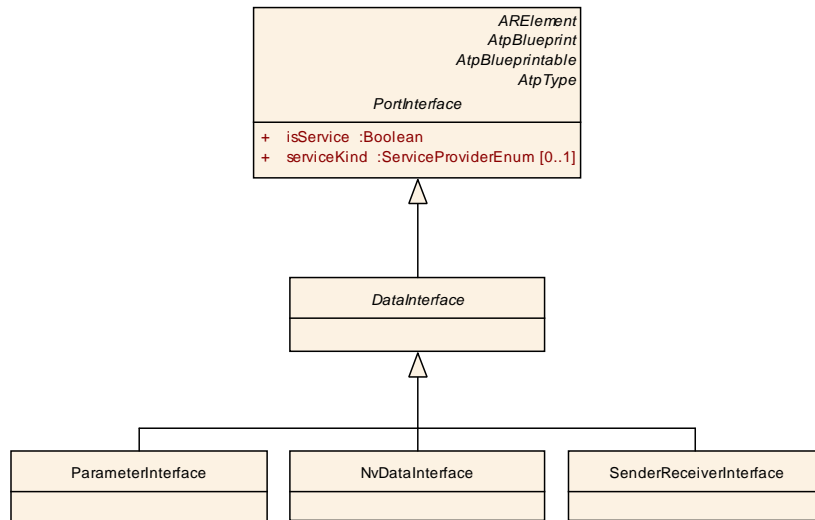 ARElement
AtpBlueprint
AtpBlueprintable
AtpType
PortInterface
+ isService :Boolean
+ serviceKind :ServiceProviderEnum [0..1]
DataInterface
ParameterInterface
NvDataInterface
SenderReceiverInterface